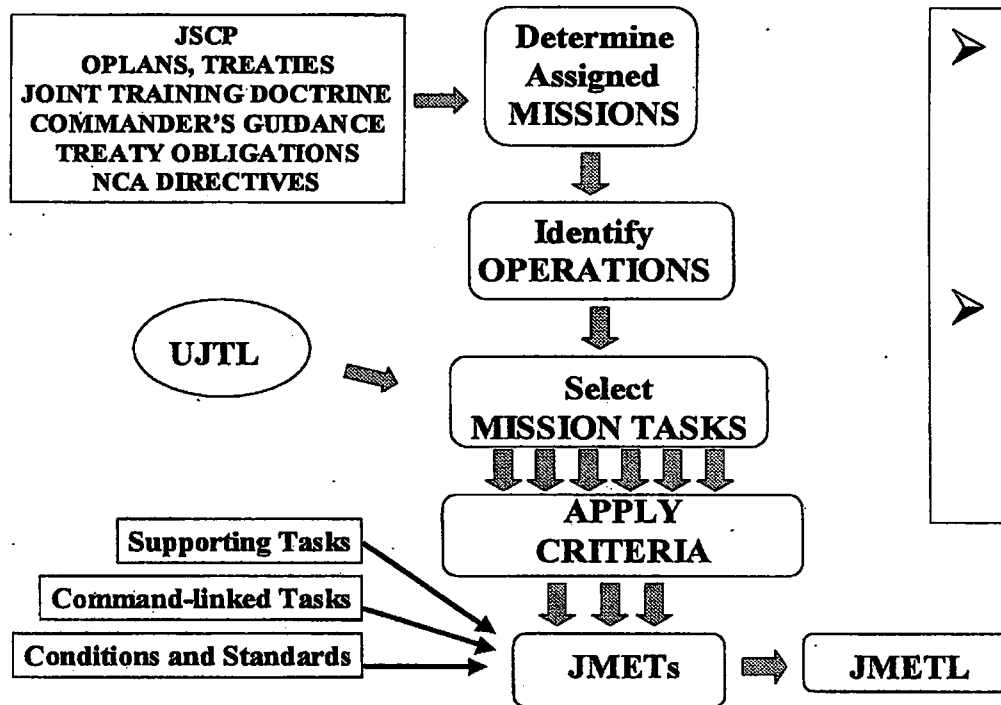 JSCP
OPLANS, TREATIES
JOINT TRAINING DOCTRINE
COMMANDER'S GUIDANCE
TREATY OBLIGATIONS
NCA DIRECTIVES
Determine
Assigned
MISSIONS
Identify
OPERATIONS
UJTL
Select
MISSION TASKS
APPLY
CRITERIA
Supporting Tasks
Command-linked Tasks
Conditions and Standards
JMETs
JMETL